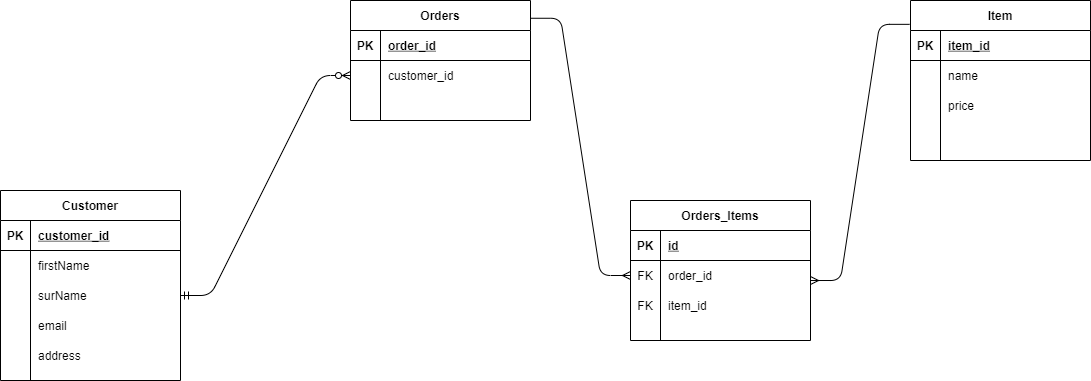 Orders
PK order_id
customer_id
Item
PK item_id
name
price
Customer
PK customer_id
firstName
surName
email
address
Orders_Items
PK id
FK order_id
FK item_id